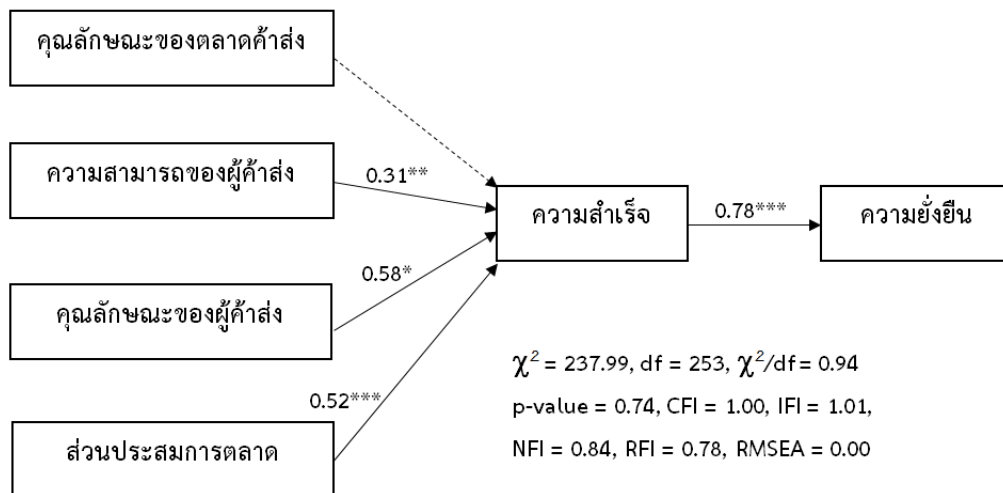 คุณลักษณะของตลาดค้าส่ง
ความสามารถของผู้ค้าส่ง
0.31**
ความสำเร็จ
0.78***
ความยั่งยืน
0.58*
คุณลักษณะของผู้ค้าส่ง
0.52***
ส่วนประสมการตลาด
χ² = 237.99, df = 253, χ²/df = 0.94
p-value = 0.74, CFI = 1.00, IFI = 1.01,
NFI = 0.84, RFI = 0.78, RMSEA = 0.00